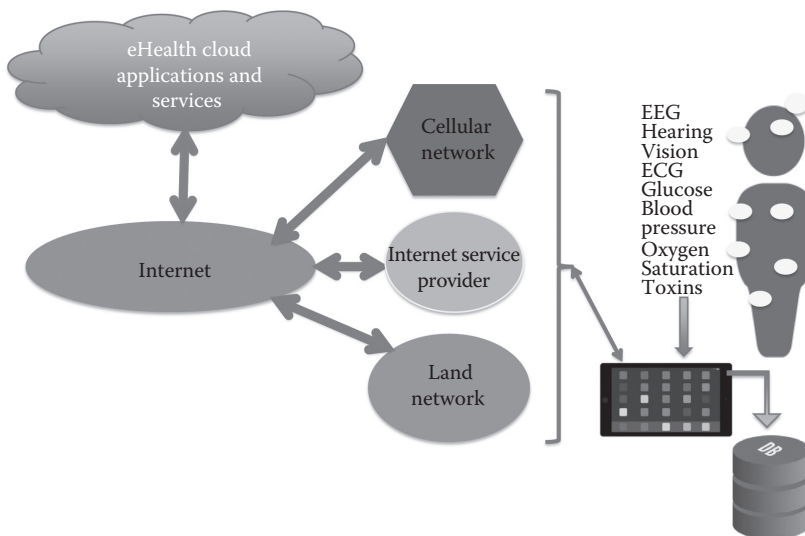 eHealth cloud
applications and
services
Cellular
network
Internet
Internet service
provider
Land
network
EEG
Hearing
Vision
ECG
Glucose
Blood
pressure
Oxygen
Saturation
Toxins
DB